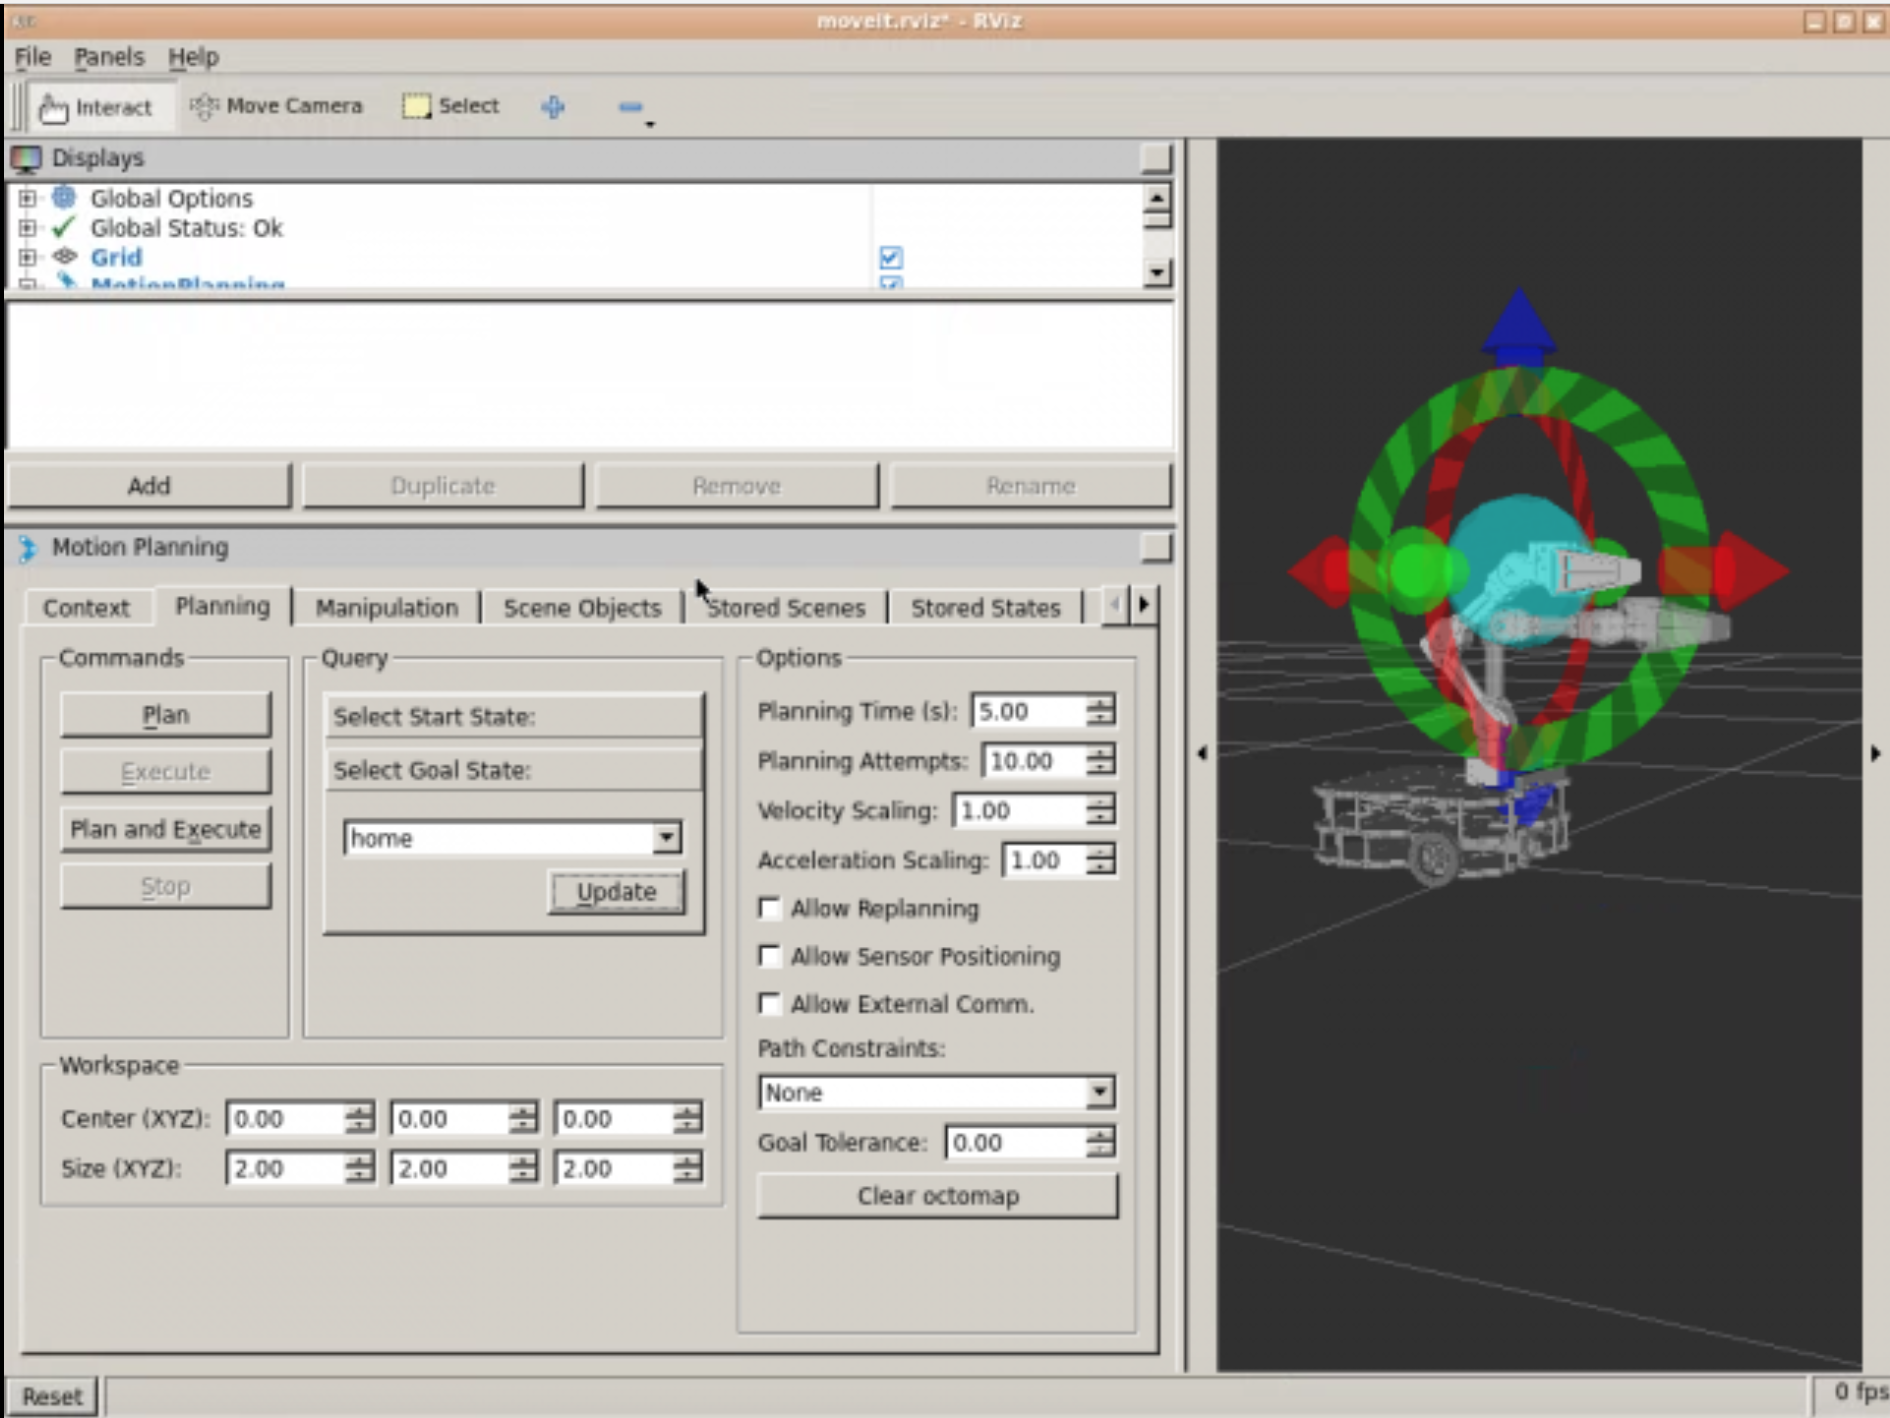 moveit.rviz* - RViz
File Panels Help
Interact Move Camera Select
Displays
Global Options
Global Status: Ok
Grid
MotionPlanning
Add Duplicate Remove Rename
Motion Planning
Context Planning Manipulation Scene Objects Stored Scenes Stored States
Commands
Plan
Execute
Plan and Execute
Stop
Query
Select Start State:
Select Goal State:
home
Update
Options
Planning Time (s): 5.00
Planning Attempts: 10.00
Velocity Scaling: 1.00
Acceleration Scaling: 1.00
Allow Replanning
Allow Sensor Positioning
Allow External Comm.
Path Constraints:
None
Goal Tolerance: 0.00
Clear octomap
Workspace
Center (XYZ): 0.00 0.00 0.00
Size (XYZ): 2.00 2.00 2.00
Reset
0 fps